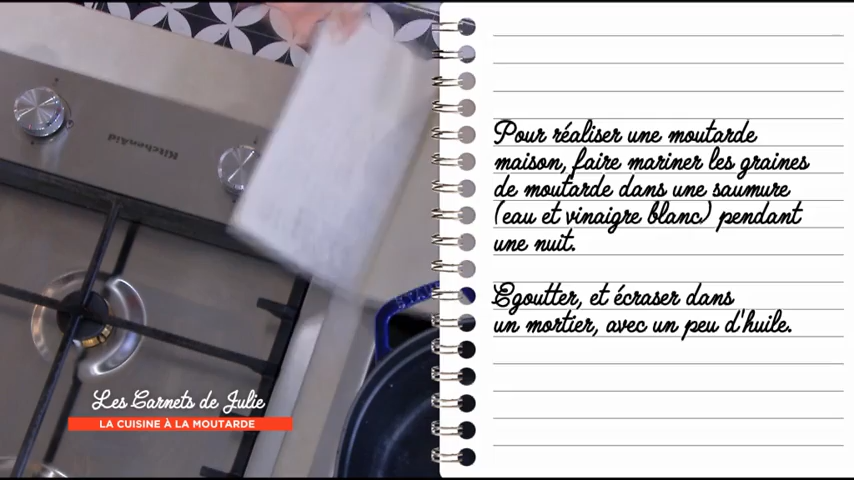 KitchenAid
Pour réaliser une moutarde
maison, faire mariner les graines
de moutarde dans une saumure
(eau et vinaigre blanc) pendant
une nuit.
Egoutter, et écraser dans
un mortier, avec un peu d'huile.
Les Carnets de Julie
LA CUISINE À LA MOUTARDE